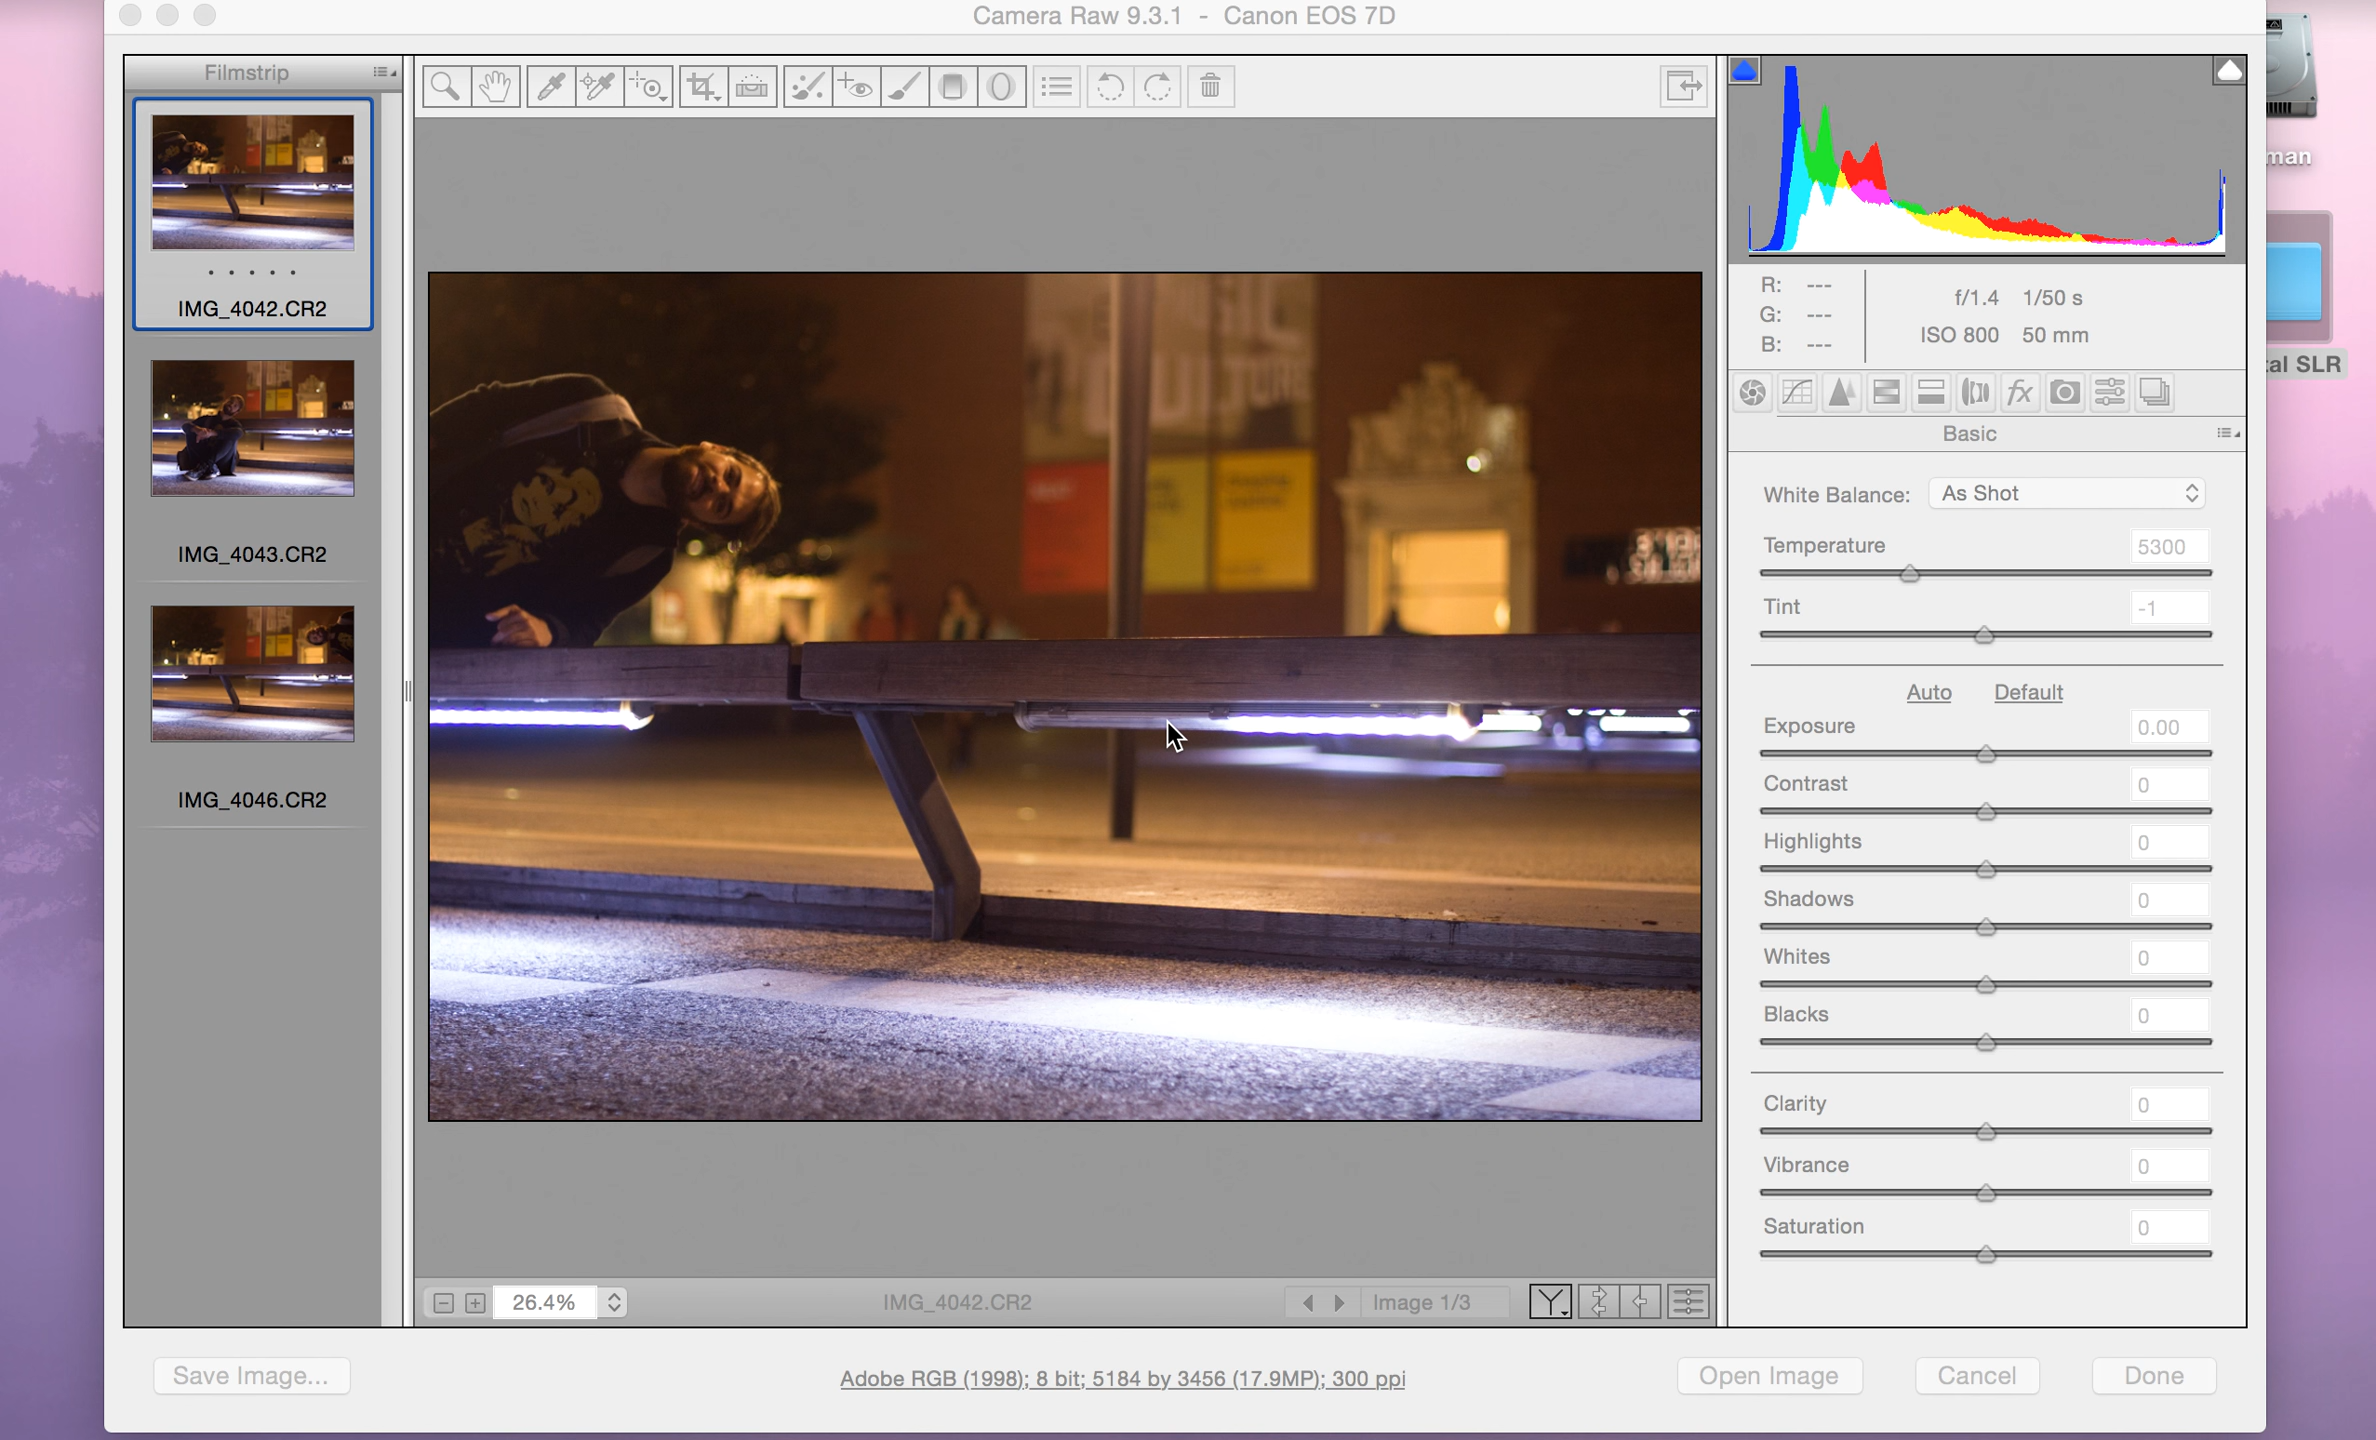 Camera Raw 9.3.1 - Canon EOS 7D
Filmstrip
IMG_4042.CR2
IMG_4043.CR2
IMG_4046.CR2
MUSIC
CULTURE
R: ---
G: ---
B: ---
f/1.4 1/50 s
ISO 800 50 mm
Basic
White Balance: As Shot
Temperature 5300
Tint -1
Auto Default
Exposure 0.00
Contrast 0
Highlights 0
Shadows 0
Whites 0
Blacks 0
Clarity 0
Vibrance 0
Saturation 0
26.4%
IMG_4042.CR2
Image 1/3
Save Image...
Adobe RGB (1998); 8 bit; 5184 by 3456 (17.9MP); 300 ppi
Open Image
Cancel
Done
man
tal SLR